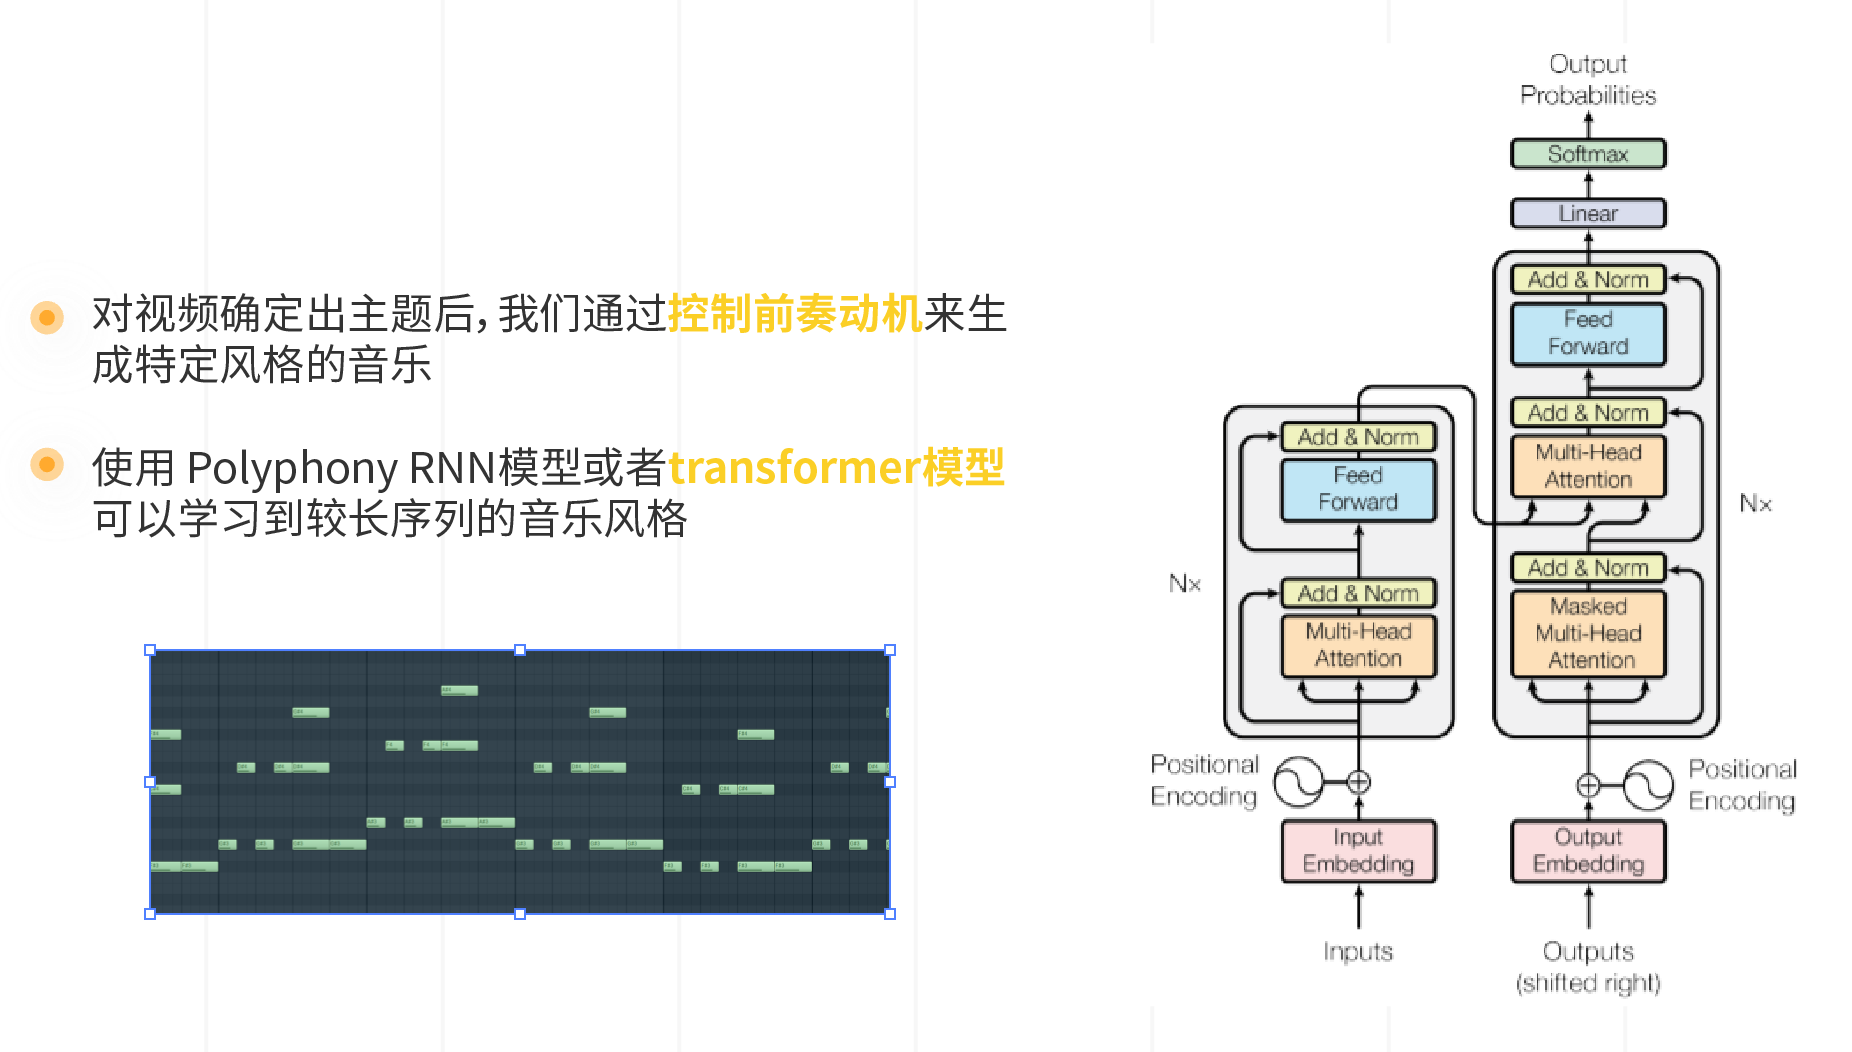 对视频确定出主题后，我们通过控制前奏动机来生
成特定风格的音乐
使用 Polyphony RNN模型或者transformer模型
可以学习到较长序列的音乐风格
Output
Probabilities
Softmax
Linear
Add & Norm
Feed
Forward
Add & Norm
Multi-Head
Attention
Nx
Add & Norm
Masked
Multi-Head
Attention
Add & Norm
Feed
Forward
Nx
Add & Norm
Multi-Head
Attention
Positional
Encoding
Positional
Encoding
Input
Embedding
Output
Embedding
Inputs
Outputs
(shifted right)